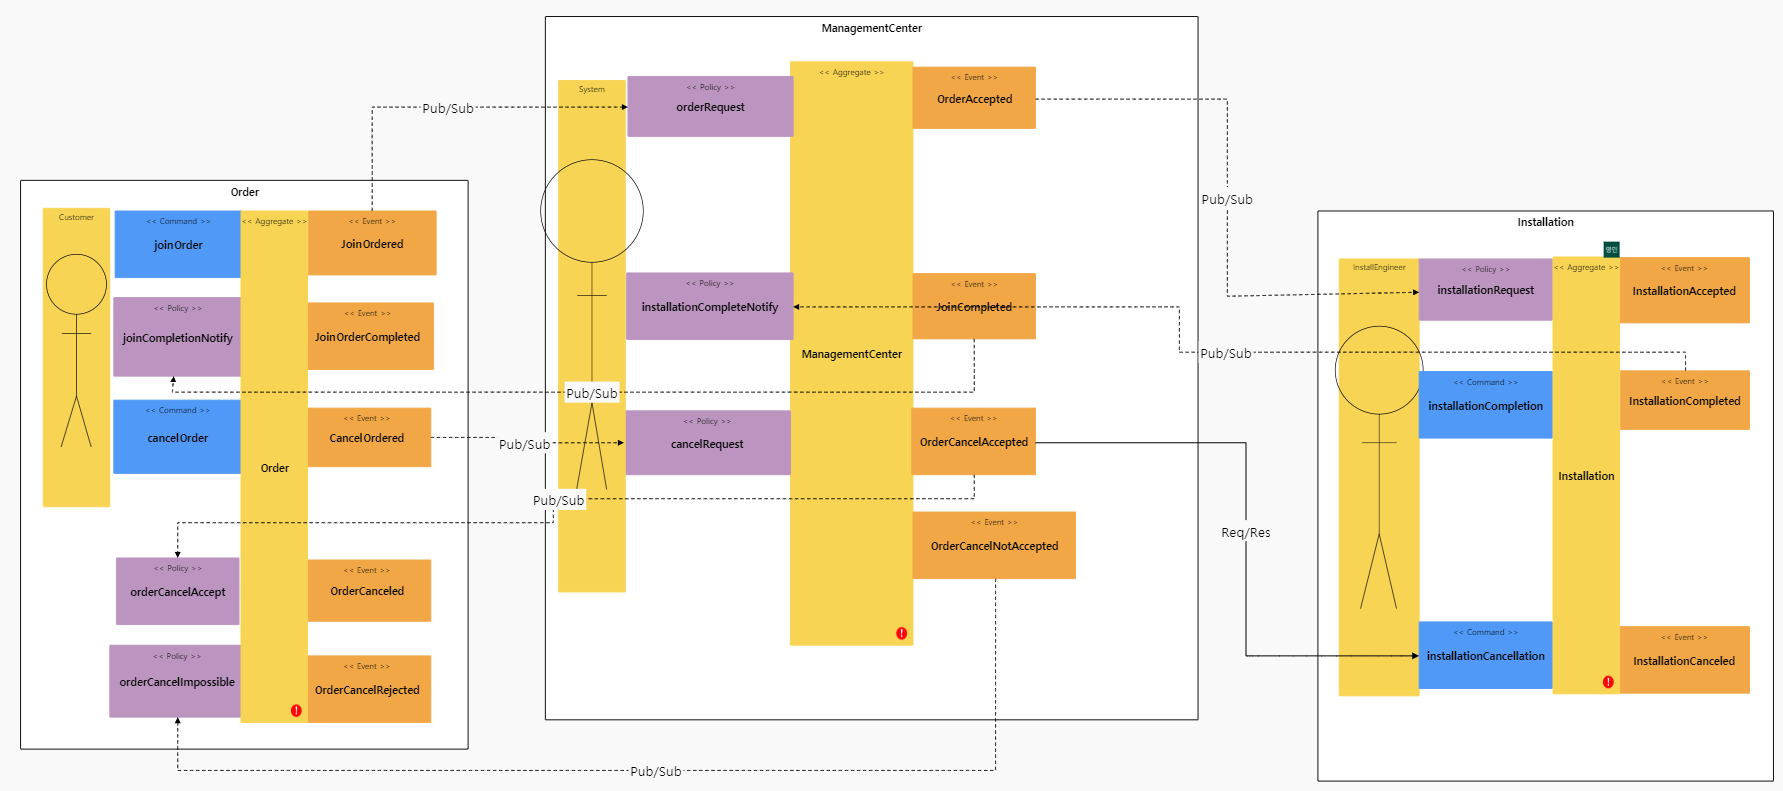 ManagementCenter
System
<< Policy >>
orderRequest
<< Aggregate >>
<< Event >>
OrderAccepted
Pub/Sub
Pub/Sub
Order
Customer
<< Command >>
joinOrder
<< Aggregate >>
<< Event >>
JoinOrdered
<< Policy >>
joinCompletionNotify
<< Event >>
JoinOrderCompleted
<< Policy >>
installationCompleteNotify
<< Event >>
JoinCompleted
ManagementCenter
Pub/Sub
Pub/Sub
<< Command >>
cancelOrder
<< Event >>
CancelOrdered
Order
Pub/Sub
<< Policy >>
cancelRequest
<< Event >>
OrderCancelAccepted
Pub/Sub
<< Event >>
OrderCancelNotAccepted
Req/Res
<< Policy >>
orderCancelAccept
<< Event >>
OrderCanceled
<< Policy >>
orderCancelImpossible
<< Event >>
OrderCancelRejected
Pub/Sub
Installation
영민
InstallEngineer
<< Policy >>
installationRequest
<< Aggregate >>
<< Event >>
InstallationAccepted
<< Command >>
installationCompletion
<< Event >>
InstallationCompleted
Installation
<< Command >>
installationCancellation
<< Event >>
InstallationCanceled